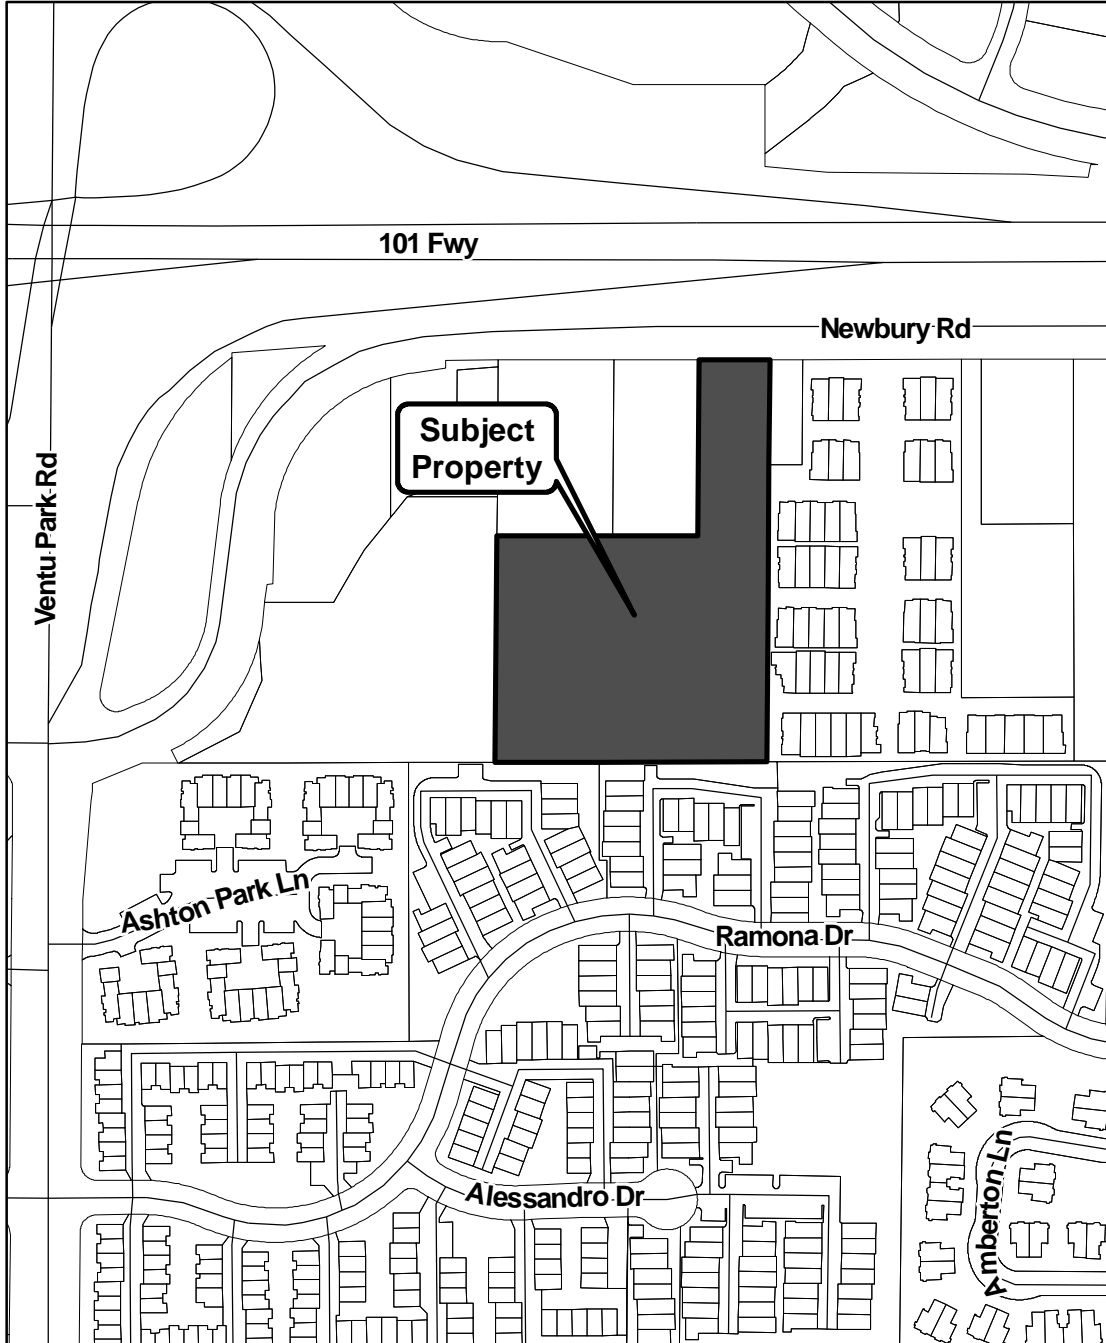 101 Fwy
Newbury Rd
Subject
Property
Ventu Park Rd
Ashton Park Ln
Ramona Dr
Alessandro Dr
Amberton Ln